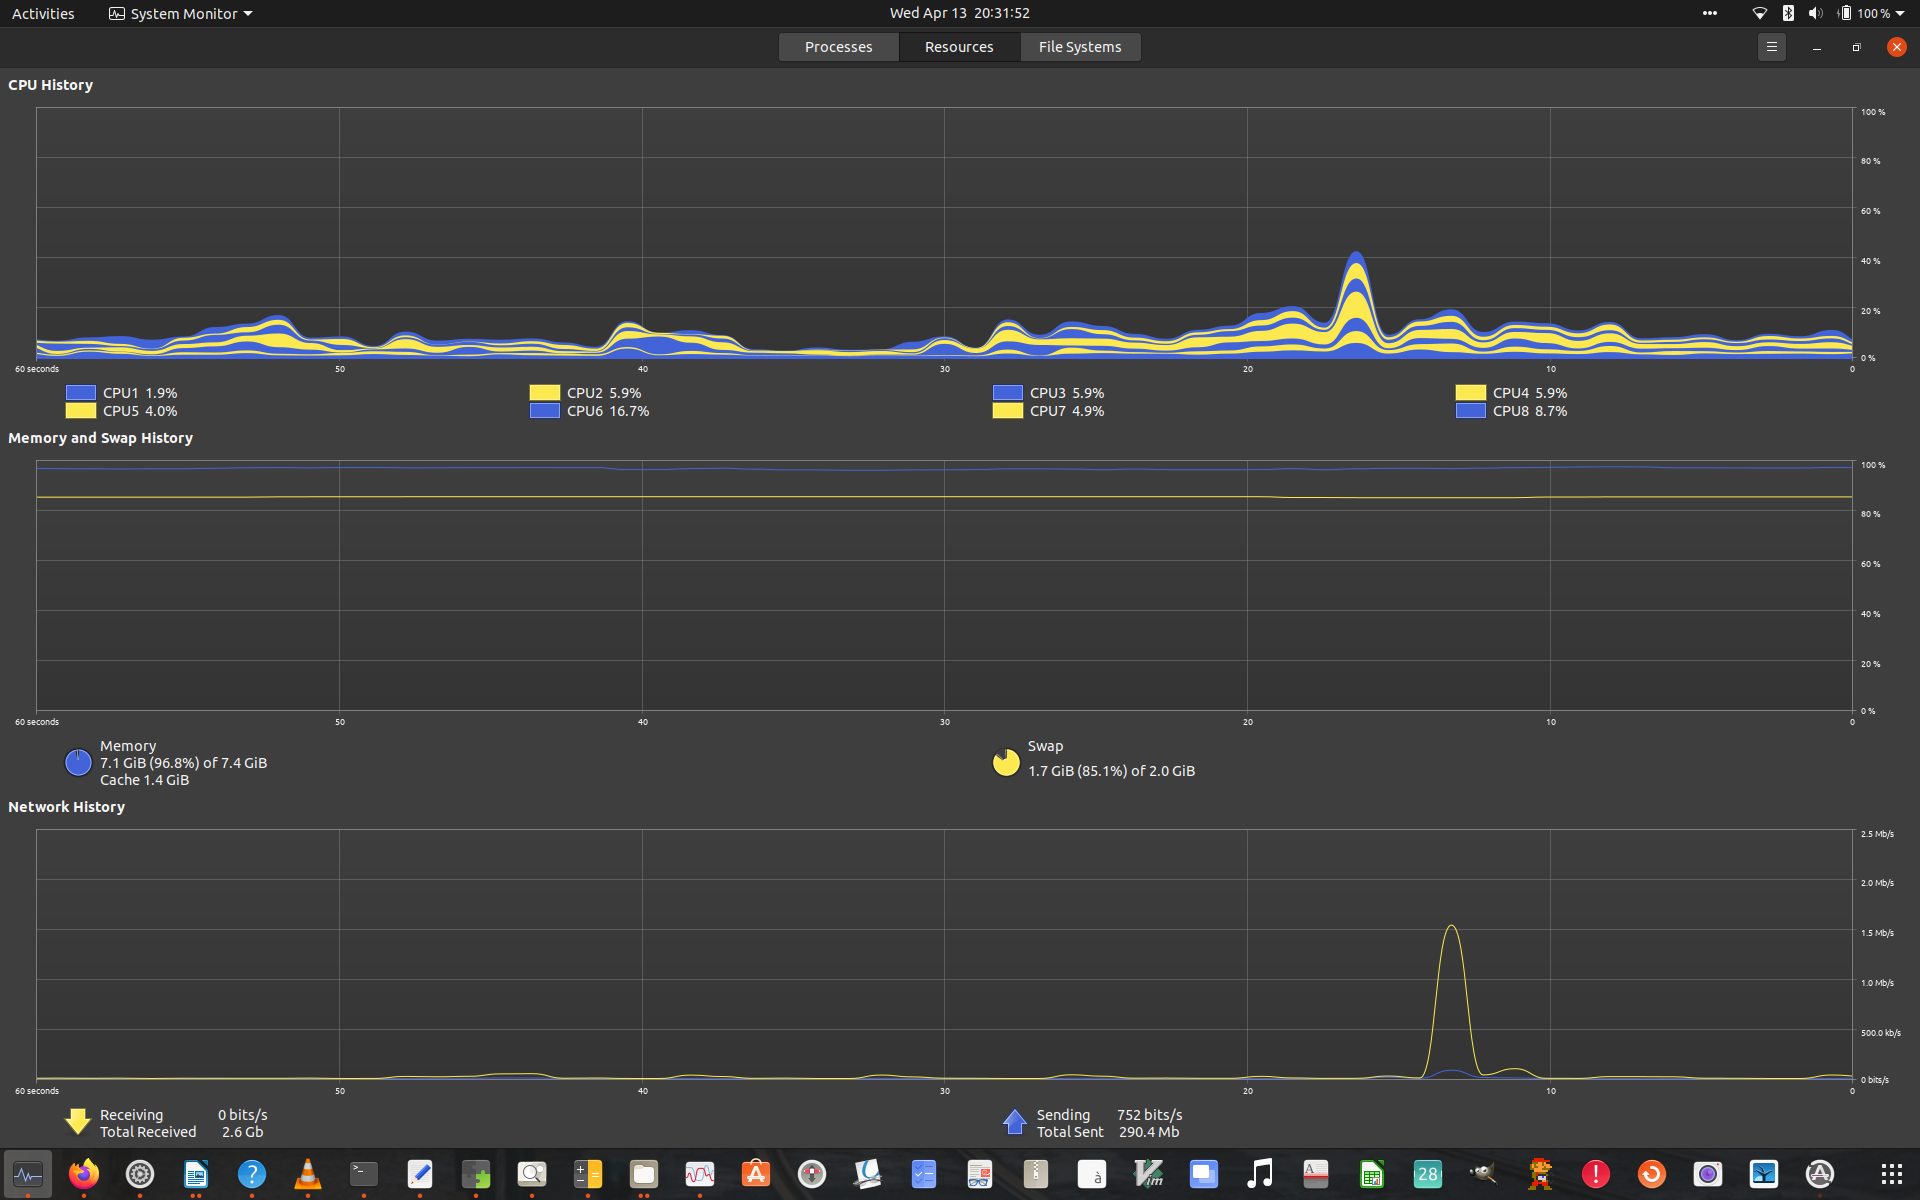 Activities System Monitor Wed Apr 13 20:31:52 100 %
Processes Resources File Systems
CPU History
100 %
80 %
60 %
40 %
20 %
0 %
60 seconds 50 40 30 20 10 0
CPU1 1.9% CPU2 5.9% CPU3 5.9% CPU4 5.9%
CPU5 4.0% CPU6 16.7% CPU7 4.9% CPU8 8.7%
Memory and Swap History
100 %
80 %
60 %
40 %
20 %
0 %
60 seconds 50 40 30 20 10 0
Memory
7.1 GiB (96.8%) of 7.4 GiB
Cache 1.4 GiB
Swap
1.7 GiB (85.1%) of 2.0 GiB
Network History
2.5 Mb/s
2.0 Mb/s
1.5 Mb/s
1.0 Mb/s
500.0 kb/s
0 bits/s
60 seconds 50 40 30 20 10 0
Receiving 0 bits/s
Total Received 2.6 Gb
Sending 752 bits/s
Total Sent 290.4 Mb
>_ ? à Vim A 28 !